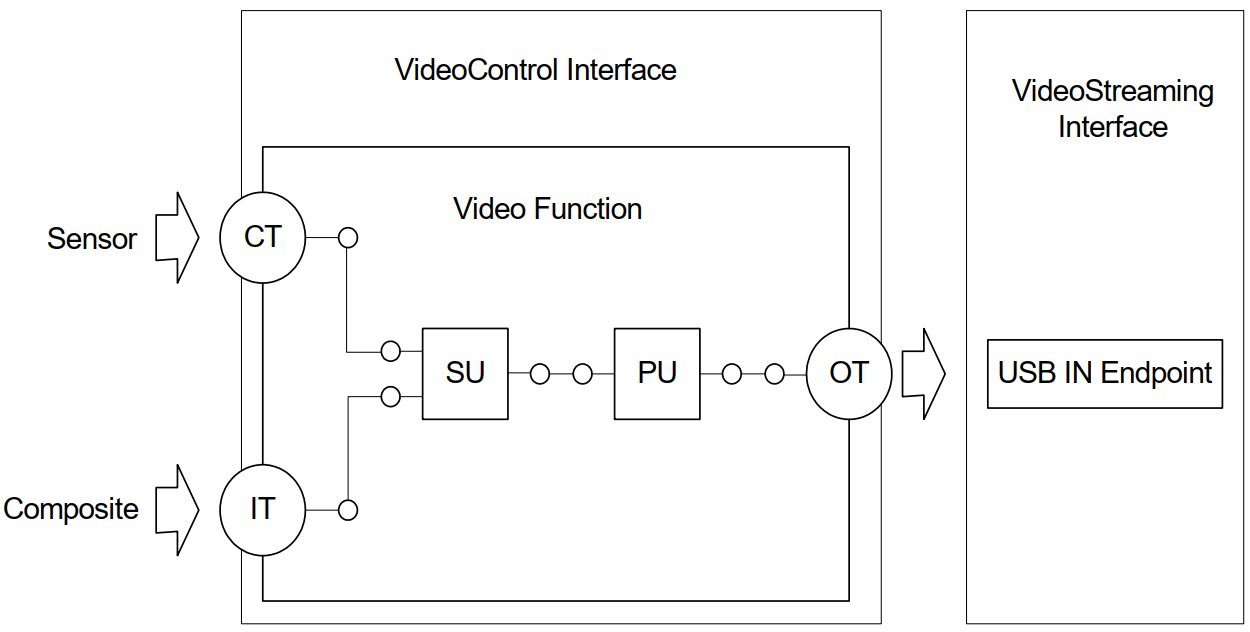 VideoControl Interface
VideoStreaming
Interface
Video Function
Sensor
CT
SU
PU
OT
USB IN Endpoint
Composite
IT